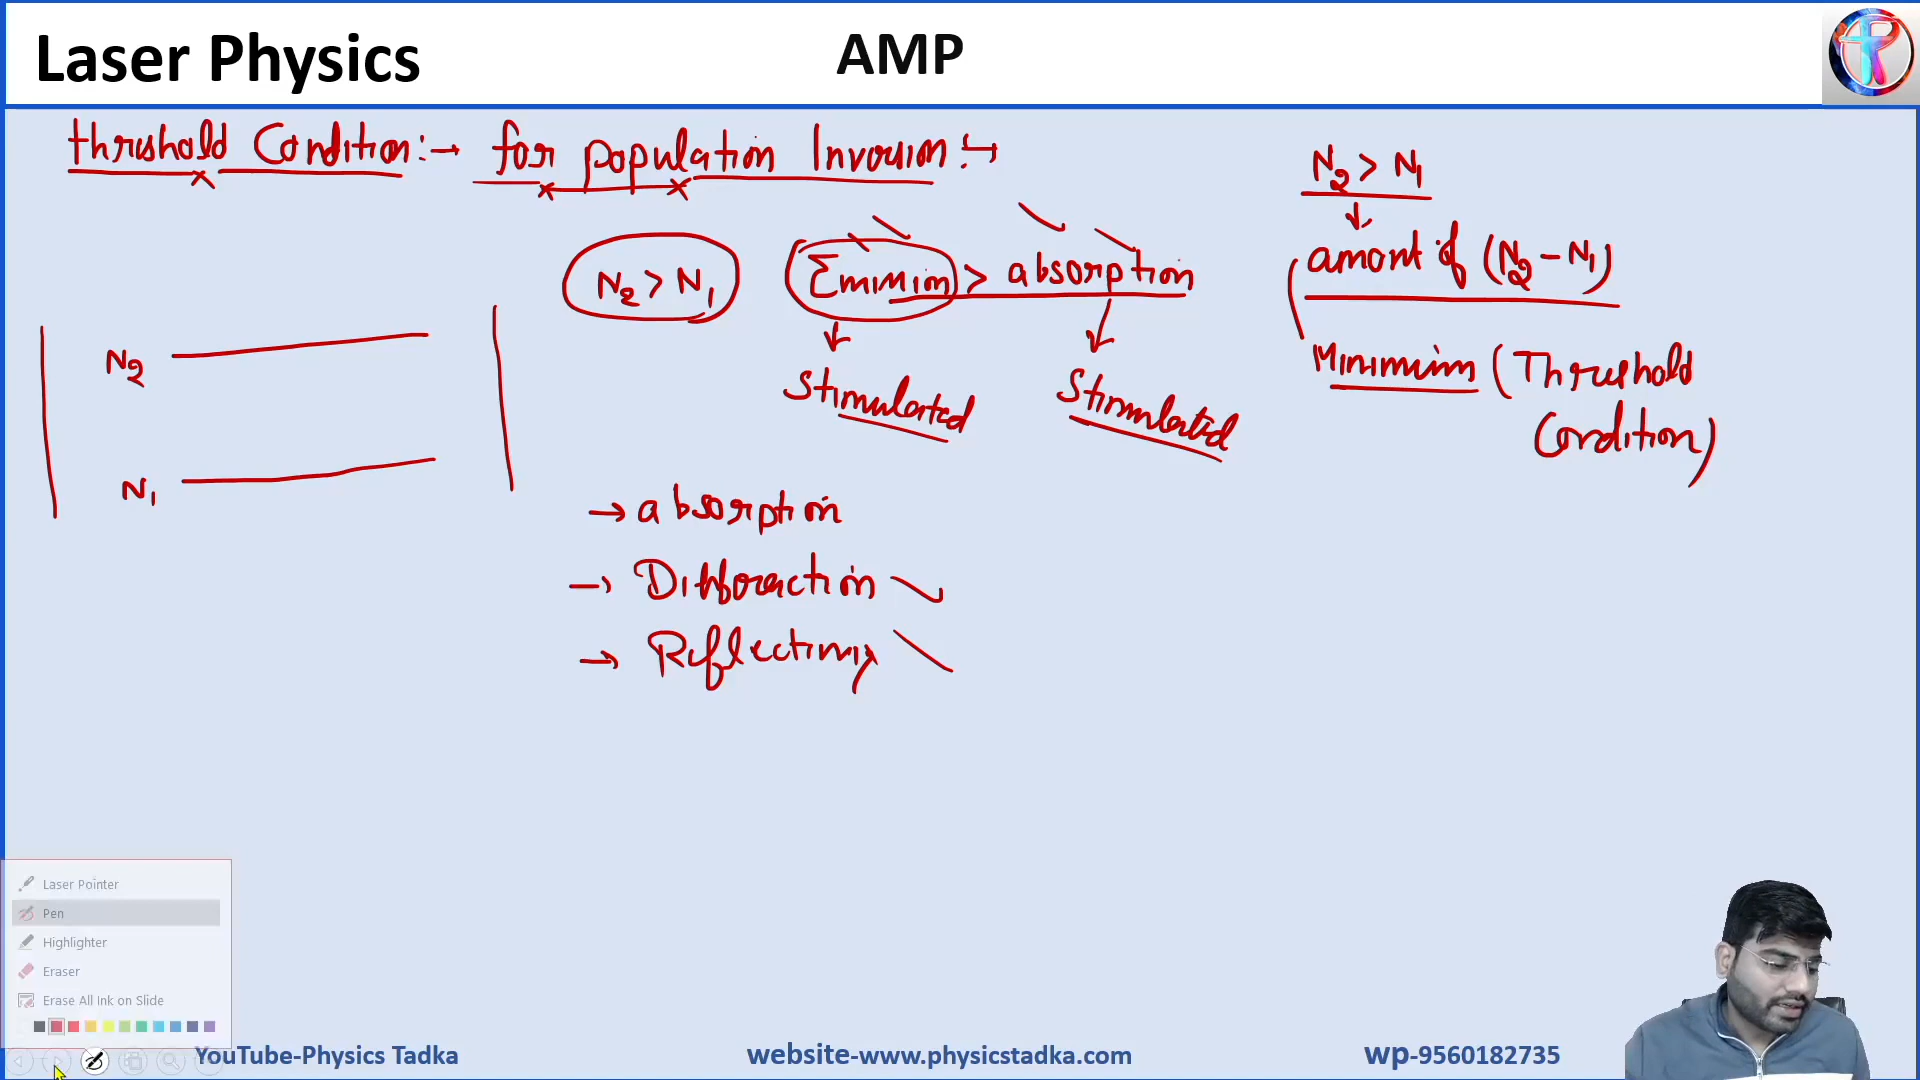 Laser Physics
AMP
threshold Condition:→ for population Inversion:→
N₂ > N₁
amont of (N₂ - N₁)
Minimum (Threshold
Condition)
N₂ > N₁
Emission > absorption
Stimulated
Stimulated
N₂
N₁
→ absorption
→ Diffraction
→ Reflection
Laser Pointer
Pen
Highlighter
Eraser
Erase All Ink on Slide
YouTube-Physics Tadka
website-www.physicstadka.com
wp-9560182735